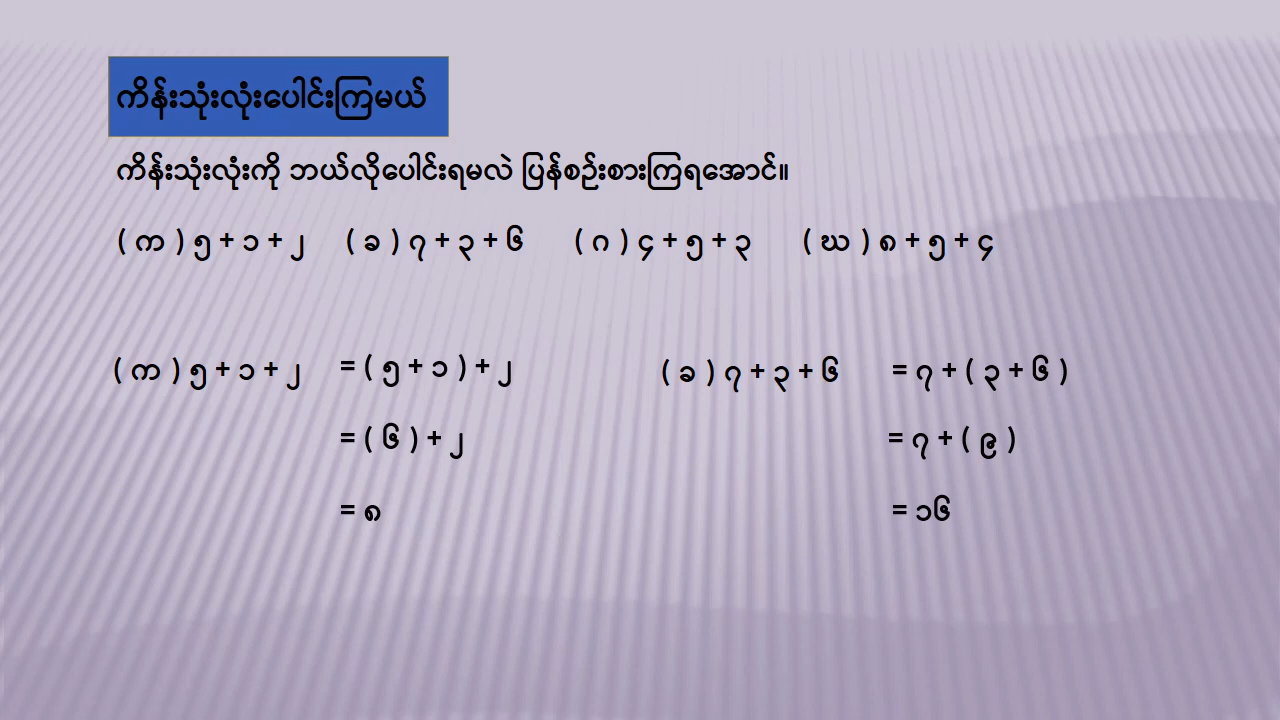 ကိန်းသုံးလုံးပေါင်းကြမယ်
ကိန်းသုံးလုံးကို ဘယ်လိုပေါင်းရမလဲ ပြန်စဉ်းစားကြရအောင်။
( က ) ၅ + ၁ + ၂ ( ခ ) ၇ + ၃ + ၆ ( ဂ ) ၄ + ၅ + ၃ ( ဃ ) ၈ + ၅ + ၄
( က ) ၅ + ၁ + ၂ = ( ၅ + ၁ ) + ၂ ( ခ ) ၇ + ၃ + ၆ = ၇ + ( ၃ + ၆ )
= ( ၆ ) + ၂ = ၇ + ( ၉ )
= ၈ = ၁၆